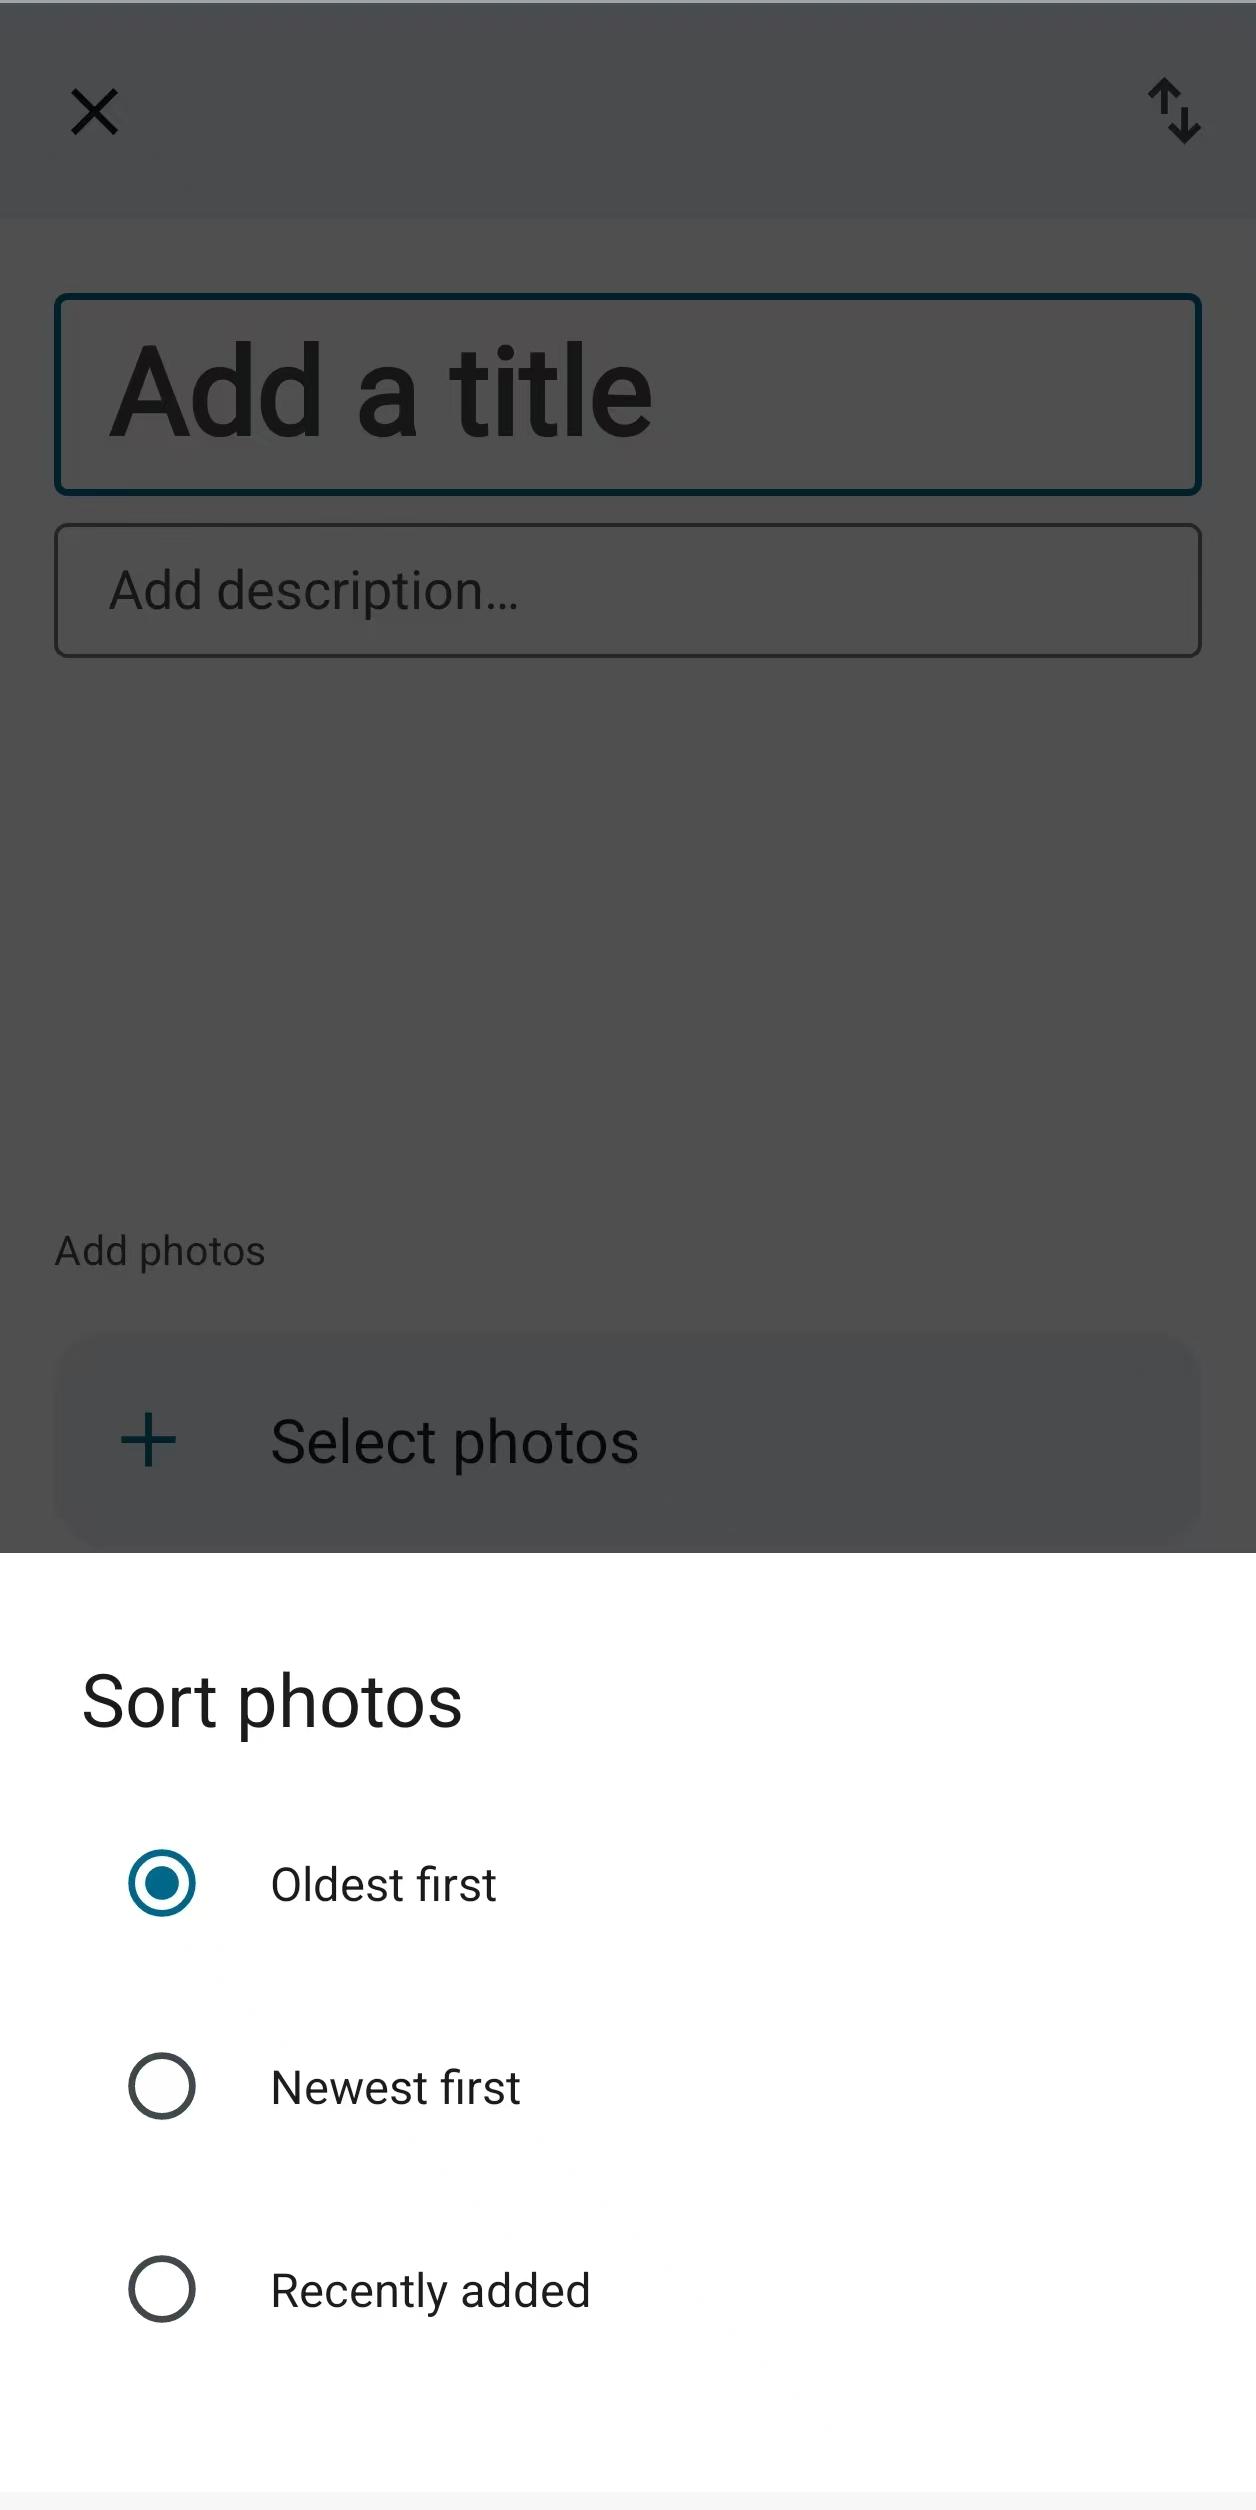 Add a title
Add description...
Add photos
Select photos
Sort photos
Oldest first
Newest first
Recently added